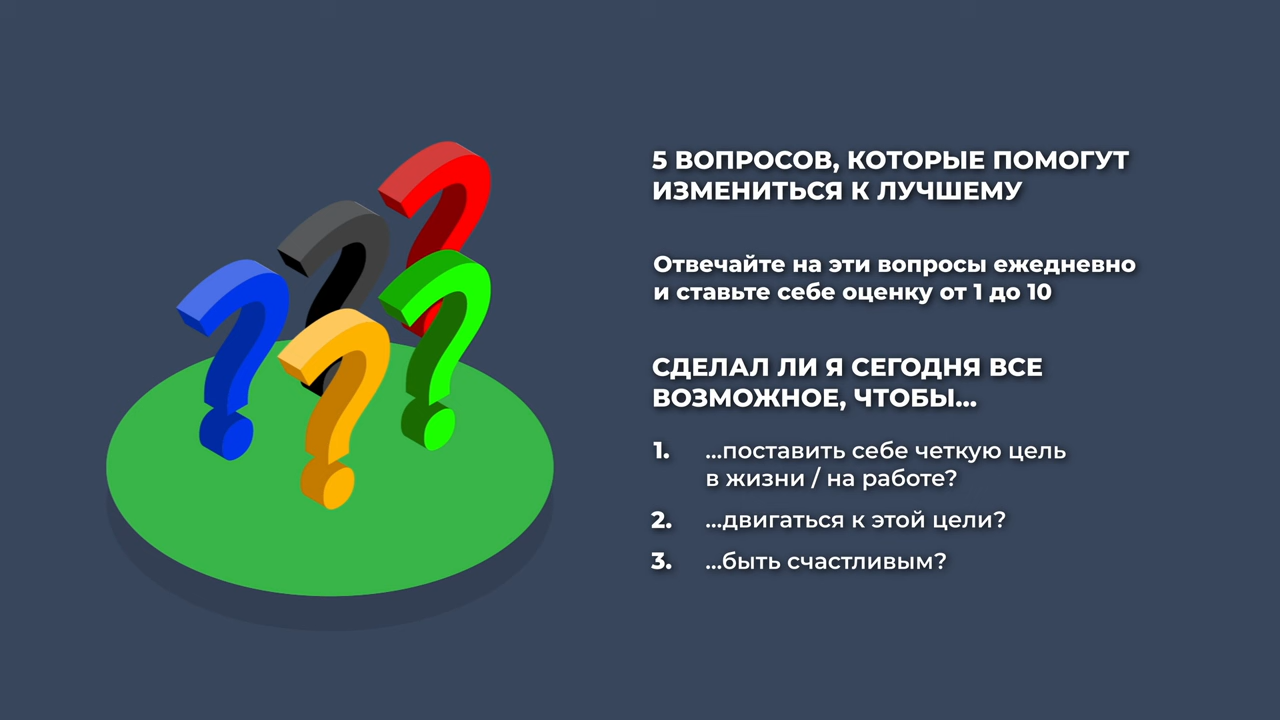 5 ВОПРОСОВ, КОТОРЫЕ ПОМОГУТ
ИЗМЕНИТЬСЯ К ЛУЧШЕМУ
Отвечайте на эти вопросы ежедневно
и ставьте себе оценку от 1 до 10
СДЕЛАЛ ЛИ Я СЕГОДНЯ ВСЕ
ВОЗМОЖНОЕ, ЧТОБЫ...
1. ...поставить себе четкую цель
в жизни / на работе?
2. ...двигаться к этой цели?
3. ...быть счастливым?